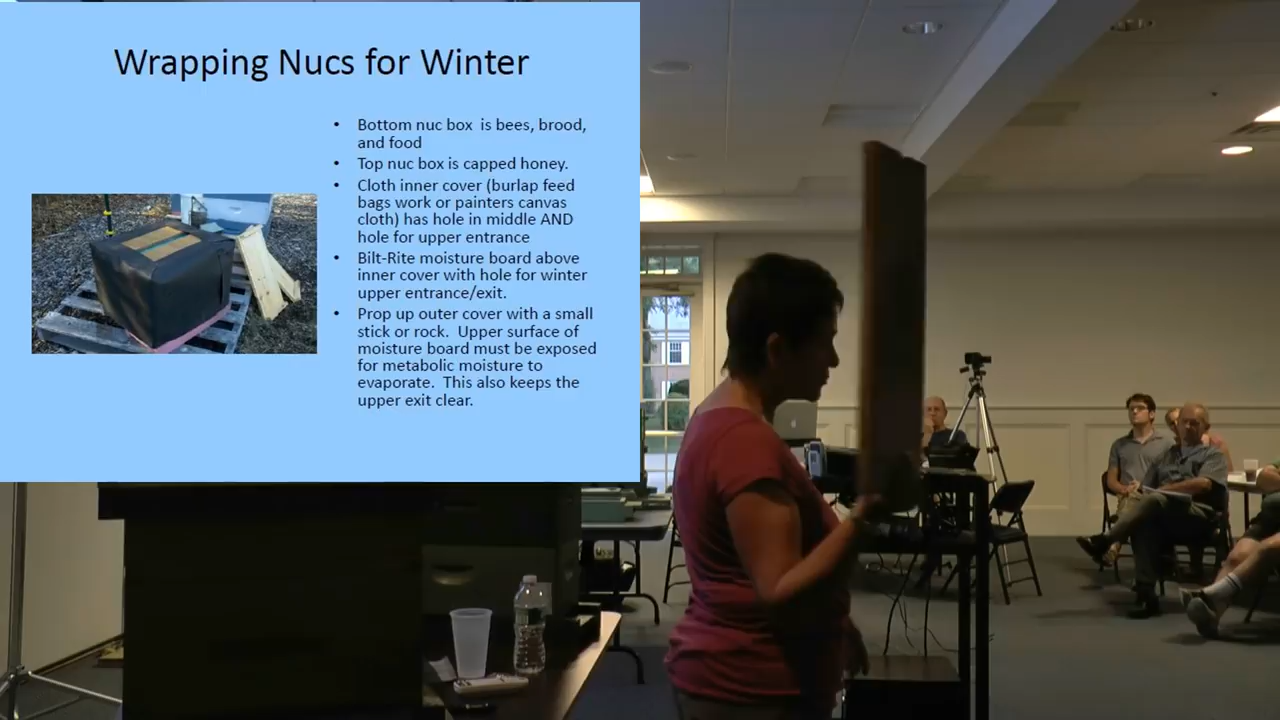 Wrapping Nucs for Winter
• Bottom nuc box is bees, brood,
and food
• Top nuc box is capped honey.
• Cloth inner cover (burlap feed
bags work or painters canvas
cloth) has hole in middle AND
hole for upper entrance
• Bilt-Rite moisture board above
inner cover with hole for winter
upper entrance/exit.
• Prop up outer cover with a small
stick or rock. Upper surface of
moisture board must be exposed
for metabolic moisture to
evaporate. This also keeps the
upper exit clear.